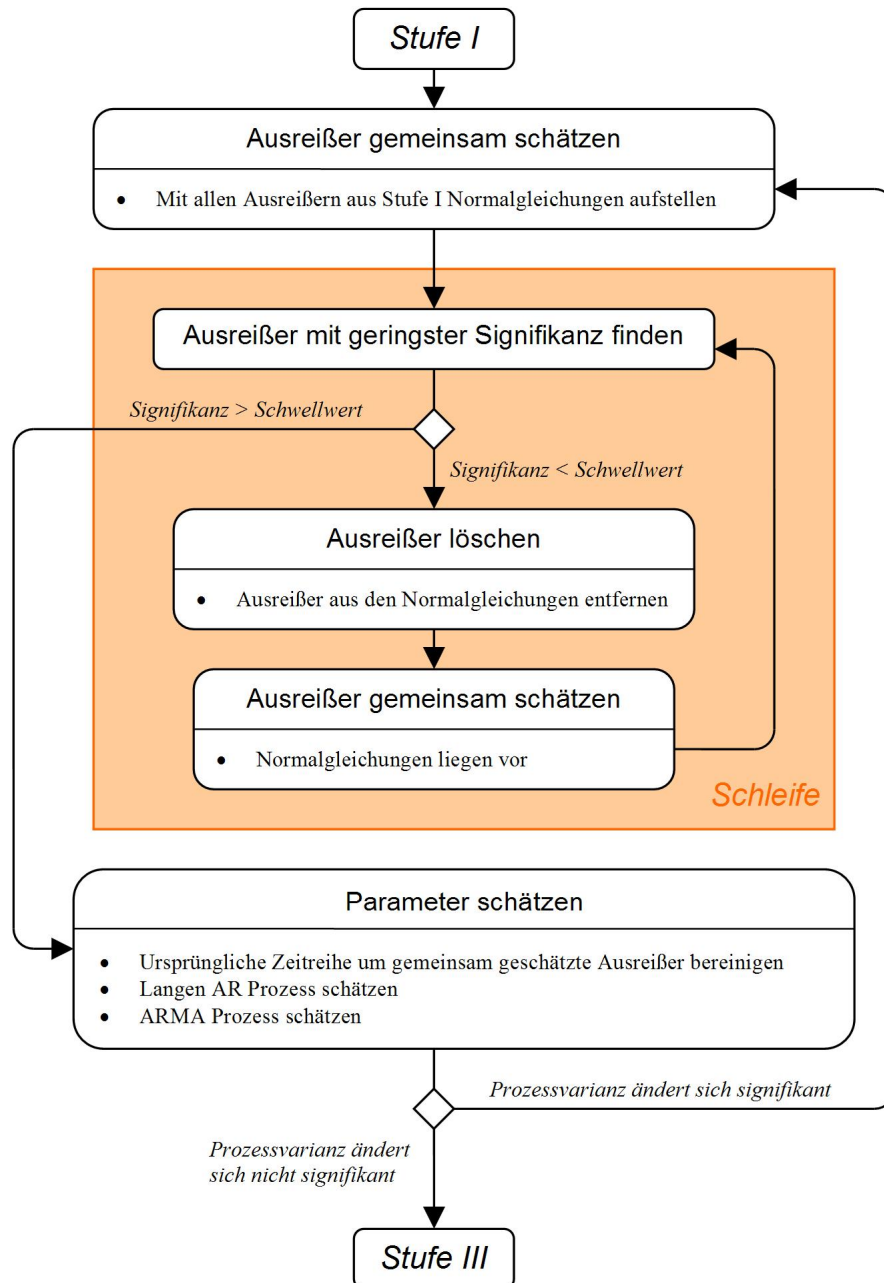 Stufe I
Ausreißer gemeinsam schätzen
• Mit allen Ausreißern aus Stufe I Normalgleichungen aufstellen
Ausreißer mit geringster Signifikanz finden
Signifikanz > Schwellwert
Signifikanz < Schwellwert
Ausreißer löschen
• Ausreißer aus den Normalgleichungen entfernen
Ausreißer gemeinsam schätzen
• Normalgleichungen liegen vor
Schleife
Parameter schätzen
• Ursprüngliche Zeitreihe um gemeinsam geschätzte Ausreißer bereinigen
• Langen AR Prozess schätzen
• ARMA Prozess schätzen
Prozessvarianz ändert sich signifikant
Prozessvarianz ändert
sich nicht signifikant
Stufe III